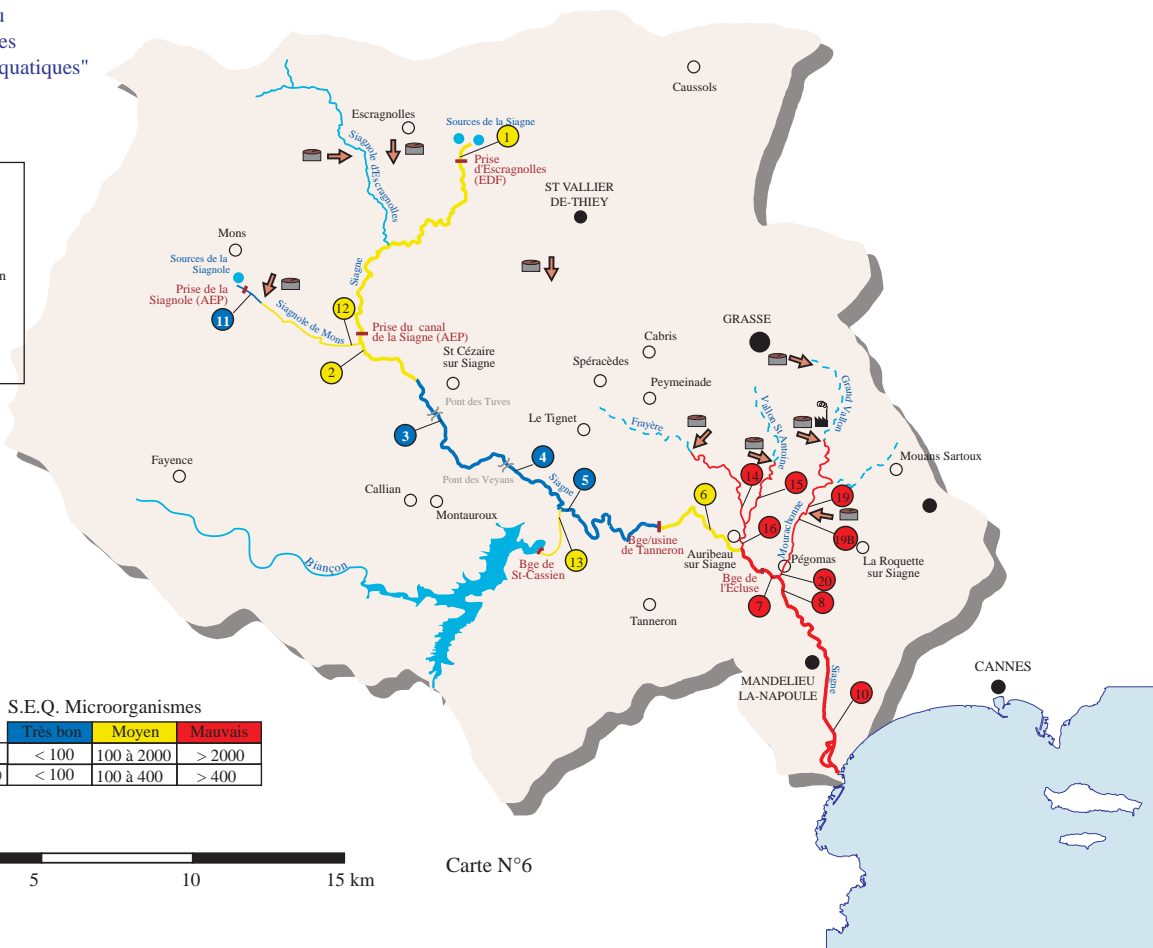 u
es
quatiques"
n
Caussols
Escragnolles
Sources de la Siagne
1
Siagnole d'Escragnolles
Prise
d'Escragnolles
(EDF)
ST VALLIER
DE-THIEY
Mons
Sources de la
Siagnole
Prise de la
Siagnole (AEP)
11
Siagnole de Mons
Siagne
12
Prise du canal
de la Siagne (AEP)
2
St Cézaire
sur Siagne
Pont des Tuves
3
GRASSE
Cabris
Spéracèdes
Peymeinade
Le Tignet
Frayère
Vallon St Antoine
Grand Vallon
Mouans Sartoux
Fayence
Callian
Montauroux
Pont des Veyans
4
Siagne
5
6
14
15
19
16
Mourachonne
19B
Bge/usine
de Tanneron
Auribeau
sur Siagne
Pégomas
La Roquette
sur Siagne
Biançon
Bge de
St-Cassien
13
Bge de
l'Ecluse
20
7
8
Tanneron
MANDELIEU
LA-NAPOULE
Siagne
10
CANNES
S.E.Q. Microorganismes
Très bon Moyen Mauvais
< 100 100 à 2000 > 2000
0 < 100 100 à 400 > 400
5 10 15 km
Carte N°6